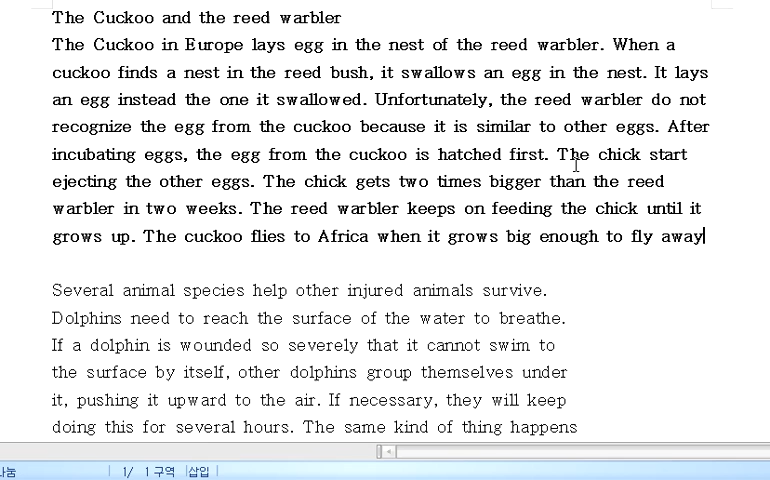 The Cuckoo and the reed warbler
The Cuckoo in Europe lays egg in the nest of the reed warbler. When a
cuckoo finds a nest in the reed bush, it swallows an egg in the nest. It lays
an egg instead the one it swallowed. Unfortunately, the reed warbler do not
recognize the egg from the cuckoo because it is similar to other eggs. After
incubating eggs, the egg from the cuckoo is hatched first. The chick start
ejecting the other eggs. The chick gets two times bigger than the reed
warbler in two weeks. The reed warbler keeps on feeding the chick until it
grows up. The cuckoo flies to Africa when it grows big enough to fly away
Several animal species help other injured animals survive.
Dolphins need to reach the surface of the water to breathe.
If a dolphin is wounded so severely that it cannot swim to
the surface by itself, other dolphins group themselves under
it, pushing it upward to the air. If necessary, they will keep
doing this for several hours. The same kind of thing happens
나눔 1/ 1 구역 삽입